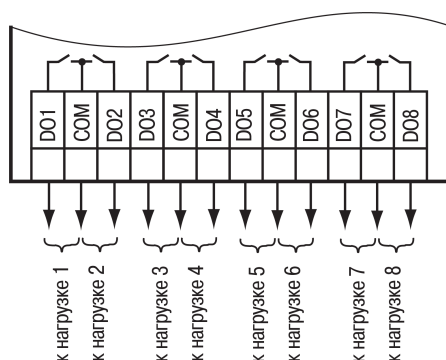 DO1
COM
DO2
DO3
COM
DO4
DO5
COM
DO6
DO7
COM
DO8
к нагрузке 1
к нагрузке 2
к нагрузке 3
к нагрузке 4
к нагрузке 5
к нагрузке 6
к нагрузке 7
к нагрузке 8